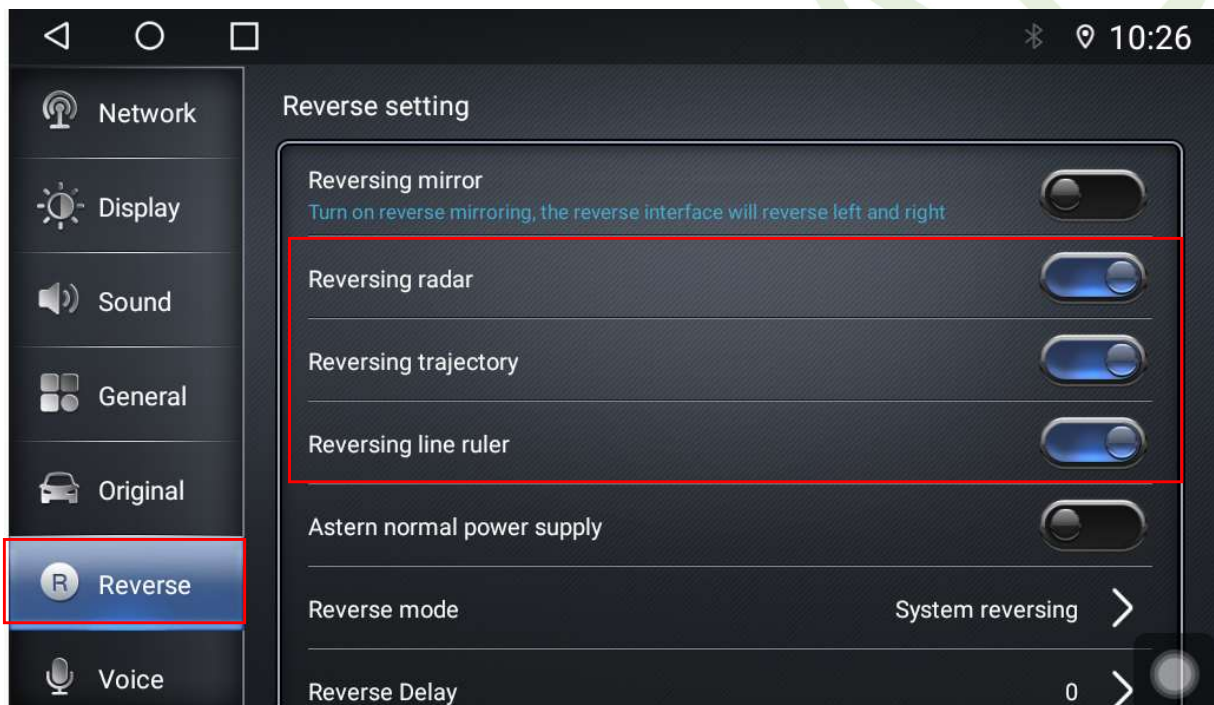 10:26
Network
Display
Sound
General
Original
R Reverse
Voice
Reverse setting
Reversing mirror
Turn on reverse mirroring, the reverse interface will reverse left and right
Reversing radar
Reversing trajectory
Reversing line ruler
Astern normal power supply
Reverse mode System reversing
Reverse Delay 0